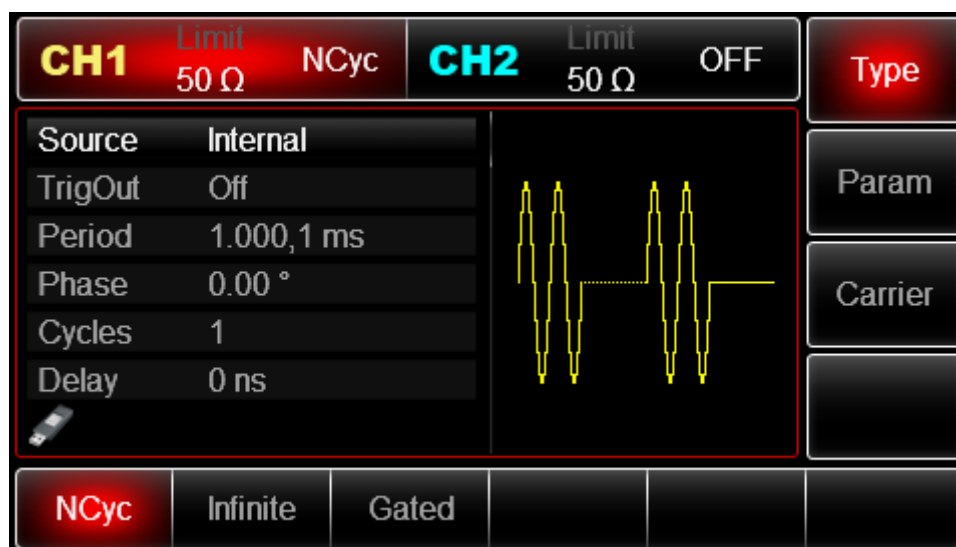 CH1 Limit 50 Ω NCyc CH2 Limit 50 Ω OFF Type
Source Internal
TrigOut Off
Param
Period 1.000,1 ms
Phase 0.00 °
Carrier
Cycles 1
Delay 0 ns
NCyc Infinite Gated